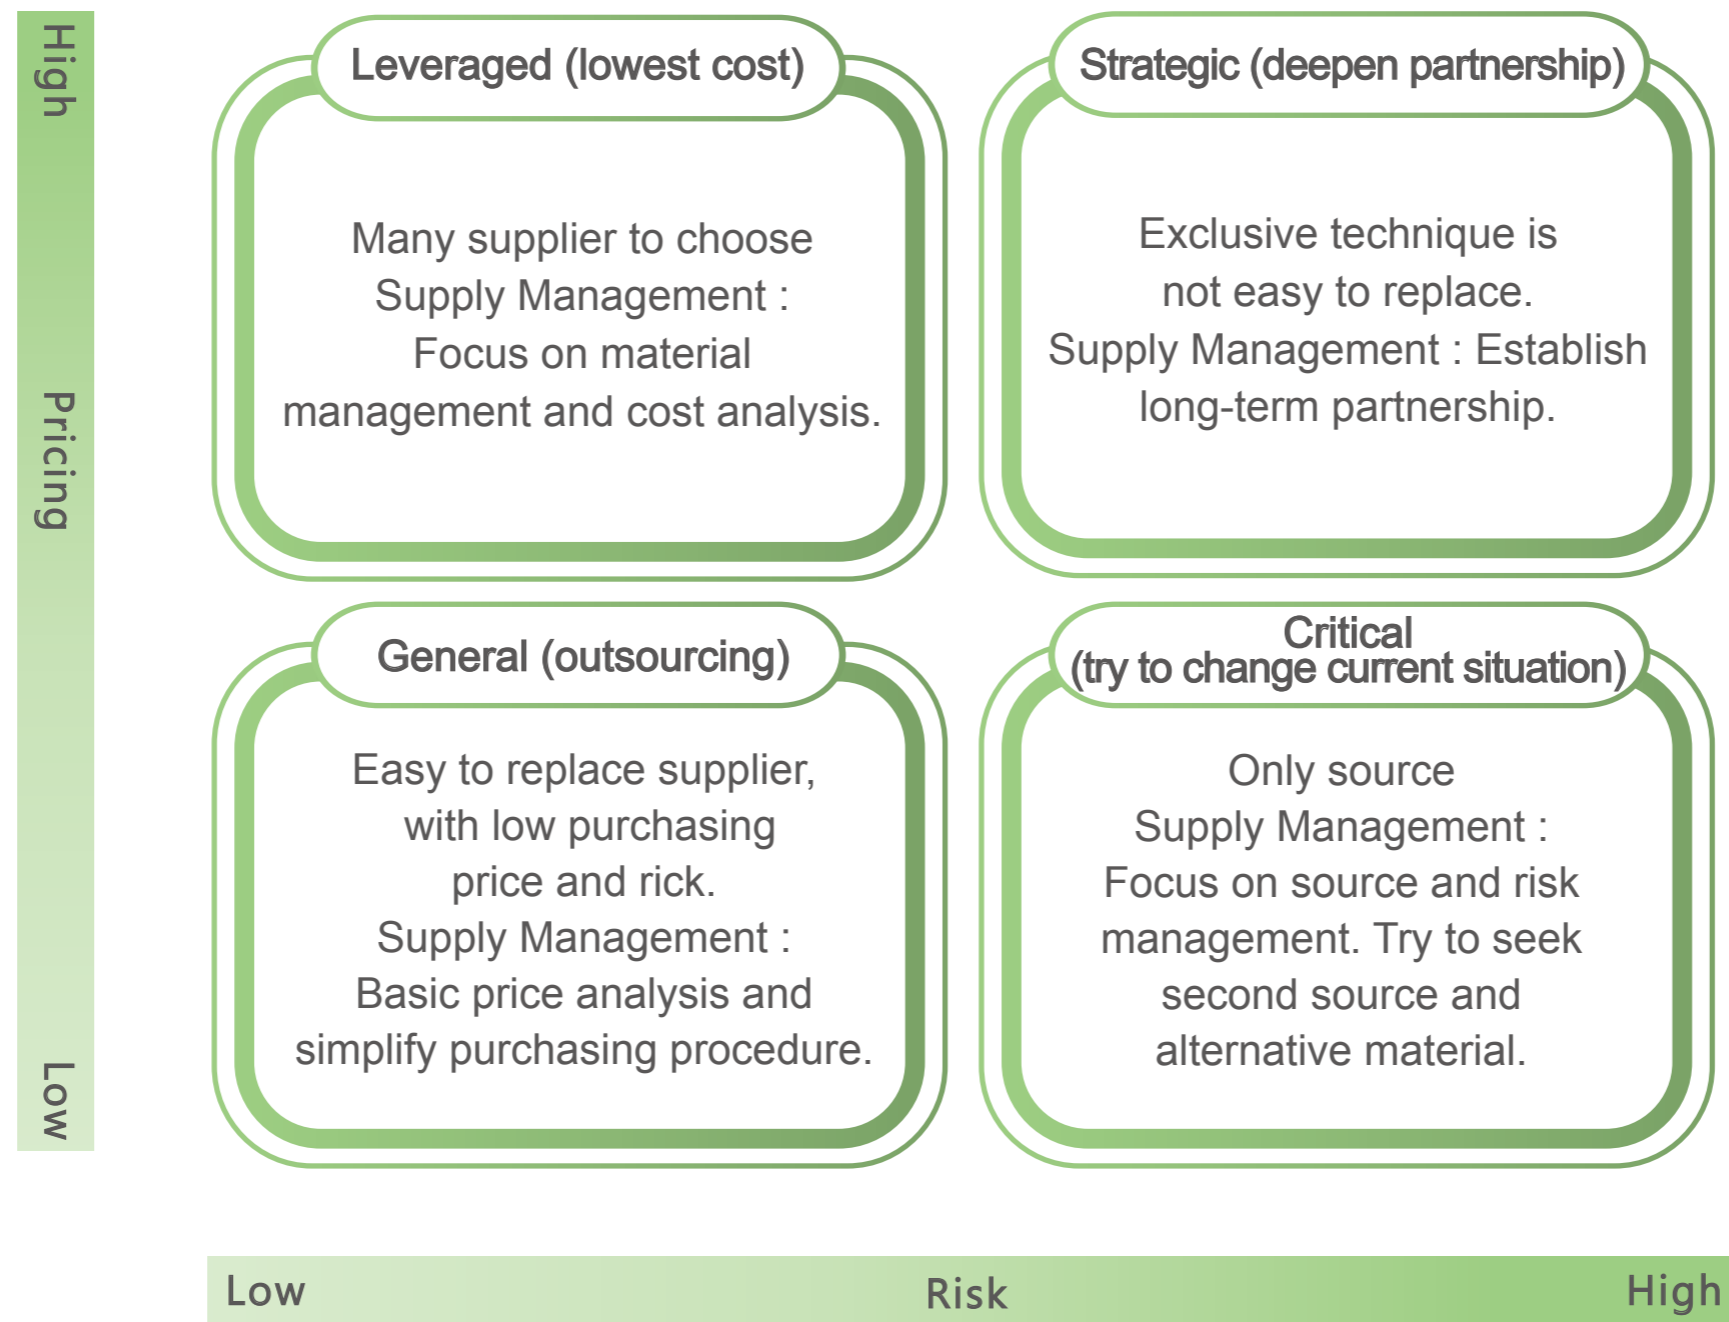 High
Pricing
Low
Leveraged (lowest cost)
Many supplier to choose
Supply Management :
Focus on material
management and cost analysis.
Strategic (deepen partnership)
Exclusive technique is
not easy to replace.
Supply Management : Establish
long-term partnership.
General (outsourcing)
Easy to replace supplier,
with low purchasing
price and rick.
Supply Management :
Basic price analysis and
simplify purchasing procedure.
Critical
(try to change current situation)
Only source
Supply Management :
Focus on source and risk
management. Try to seek
second source and
alternative material.
Low
Risk
High